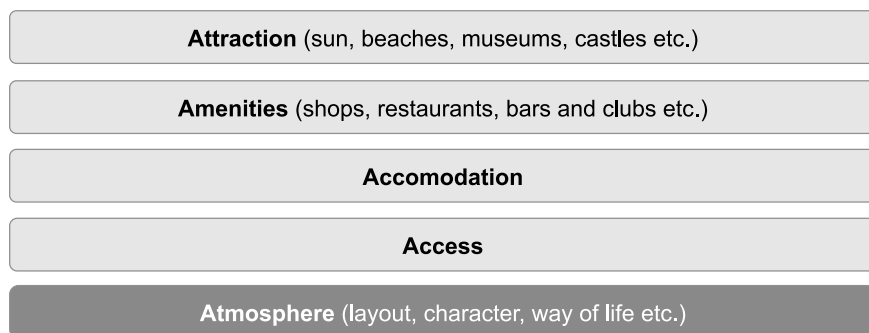 Attraction (sun, beaches, museums, castles etc.)
Amenities (shops, restaurants, bars and clubs etc.)
Accomodation
Access
Atmosphere (layout, character, way of life etc.)